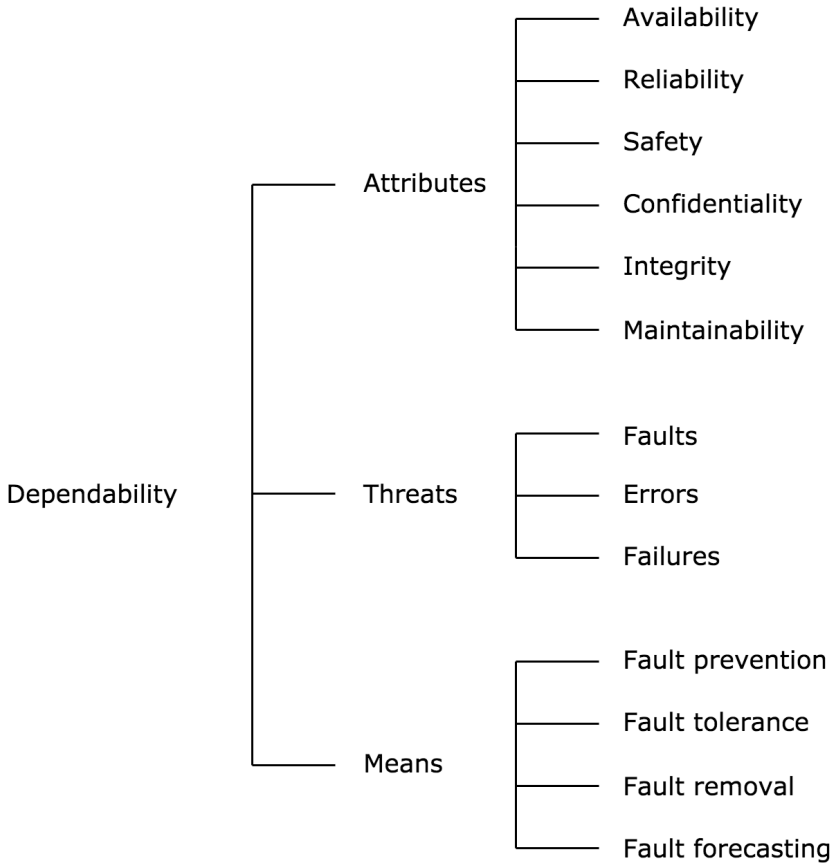 Dependability
Attributes
Availability
Reliability
Safety
Confidentiality
Integrity
Maintainability
Threats
Faults
Errors
Failures
Means
Fault prevention
Fault tolerance
Fault removal
Fault forecasting